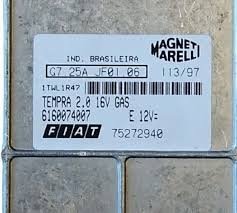 MAGNETI
MARELLI
IND. BRASILEIRA
G7.25A JF01.06 113/97
1TWL1R47
TEMPRA 2.0 16V GAS
6160074007 E 12V=
FIAT 75272940